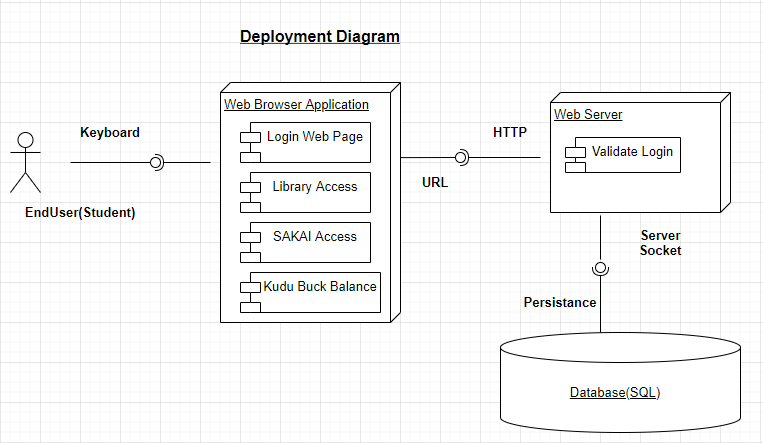 Deployment Diagram
Keyboard
EndUser(Student)
Web Browser Application
Login Web Page
Library Access
SAKAI Access
Kudu Buck Balance
HTTP
URL
Web Server
Validate Login
Server
Socket
Persistance
Database(SQL)